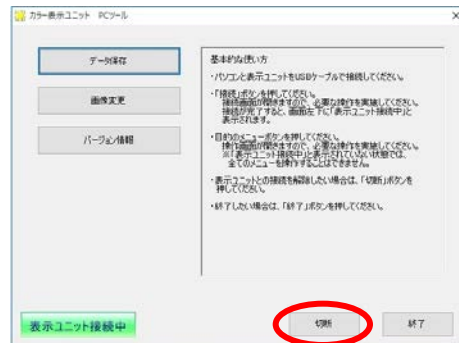 カラー表示ユニット PCツール
データ保存
画像変更
バージョン情報
基本的な使い方
・パソコンと表示ユニットをUSBケーブルで接続してください。
・「接続」ボタンを押してください。
接続画面が開きますので、必要な操作を実施してください。
接続が完了すると、画面左下に「表示ユニット接続中」と
表示されます。
・目的のメニューボタンを押してください。
操作画面が開きますので、必要な操作を実施してください。
※「表示ユニット接続中」と表示されていない状態では、
全てのメニューを操作することはできません。
・表示ユニットとの接続を解除したい場合は、「切断」ボタンを
押してください。
・終了したい場合は、「終了」ボタンを押してください。
表示ユニット接続中
切断
終了